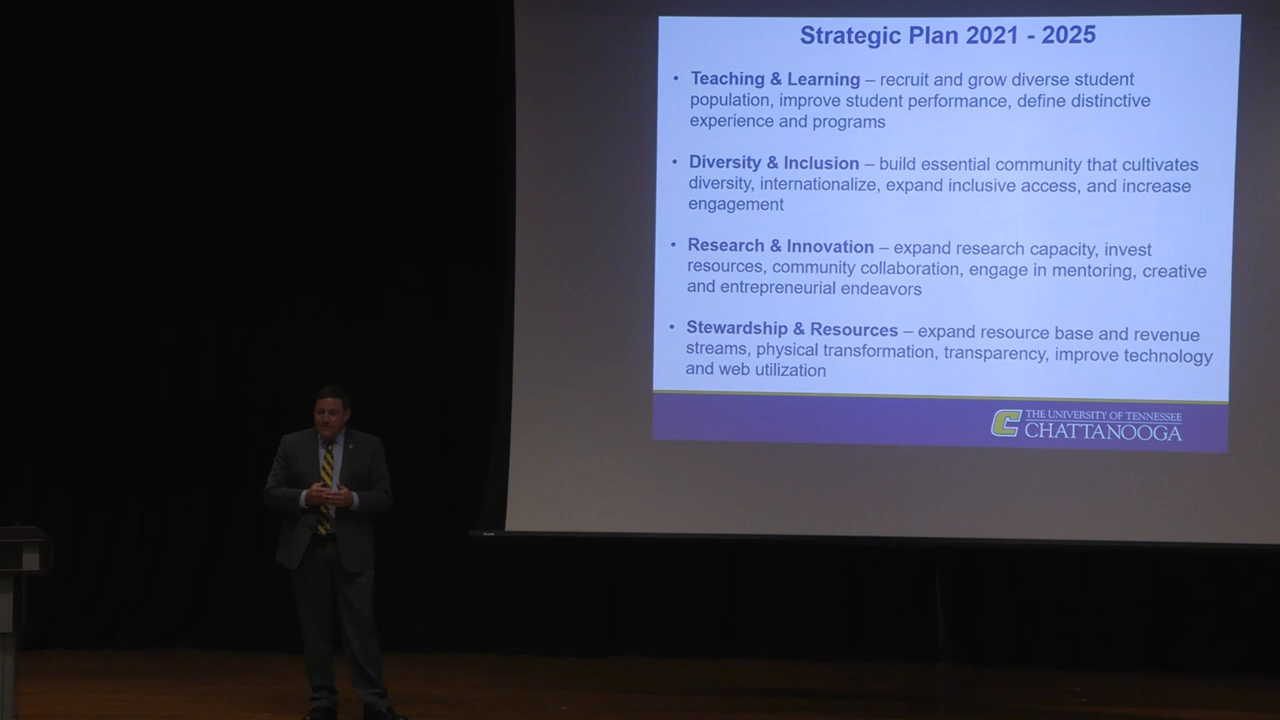 Strategic Plan 2021 - 2025
• Teaching & Learning – recruit and grow diverse student
population, improve student performance, define distinctive
experience and programs
• Diversity & Inclusion – build essential community that cultivates
diversity, internationalize, expand inclusive access, and increase
engagement
• Research & Innovation – expand research capacity, invest
resources, community collaboration, engage in mentoring, creative
and entrepreneurial endeavors
• Stewardship & Resources – expand resource base and revenue
streams, physical transformation, transparency, improve technology
and web utilization
C THE UNIVERSITY OF TENNESSEE
CHATTANOOGA